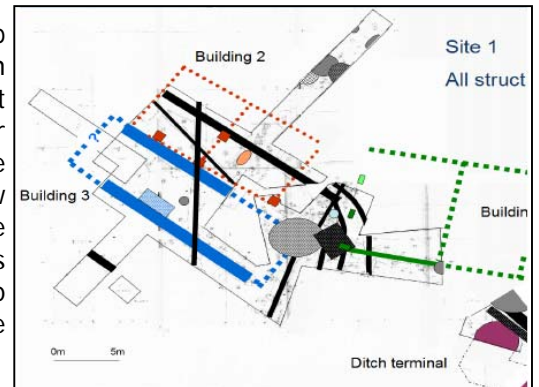 Site 1
All struct
Building 2
?
Building 3
Buildin
0m 5m
Ditch terminal